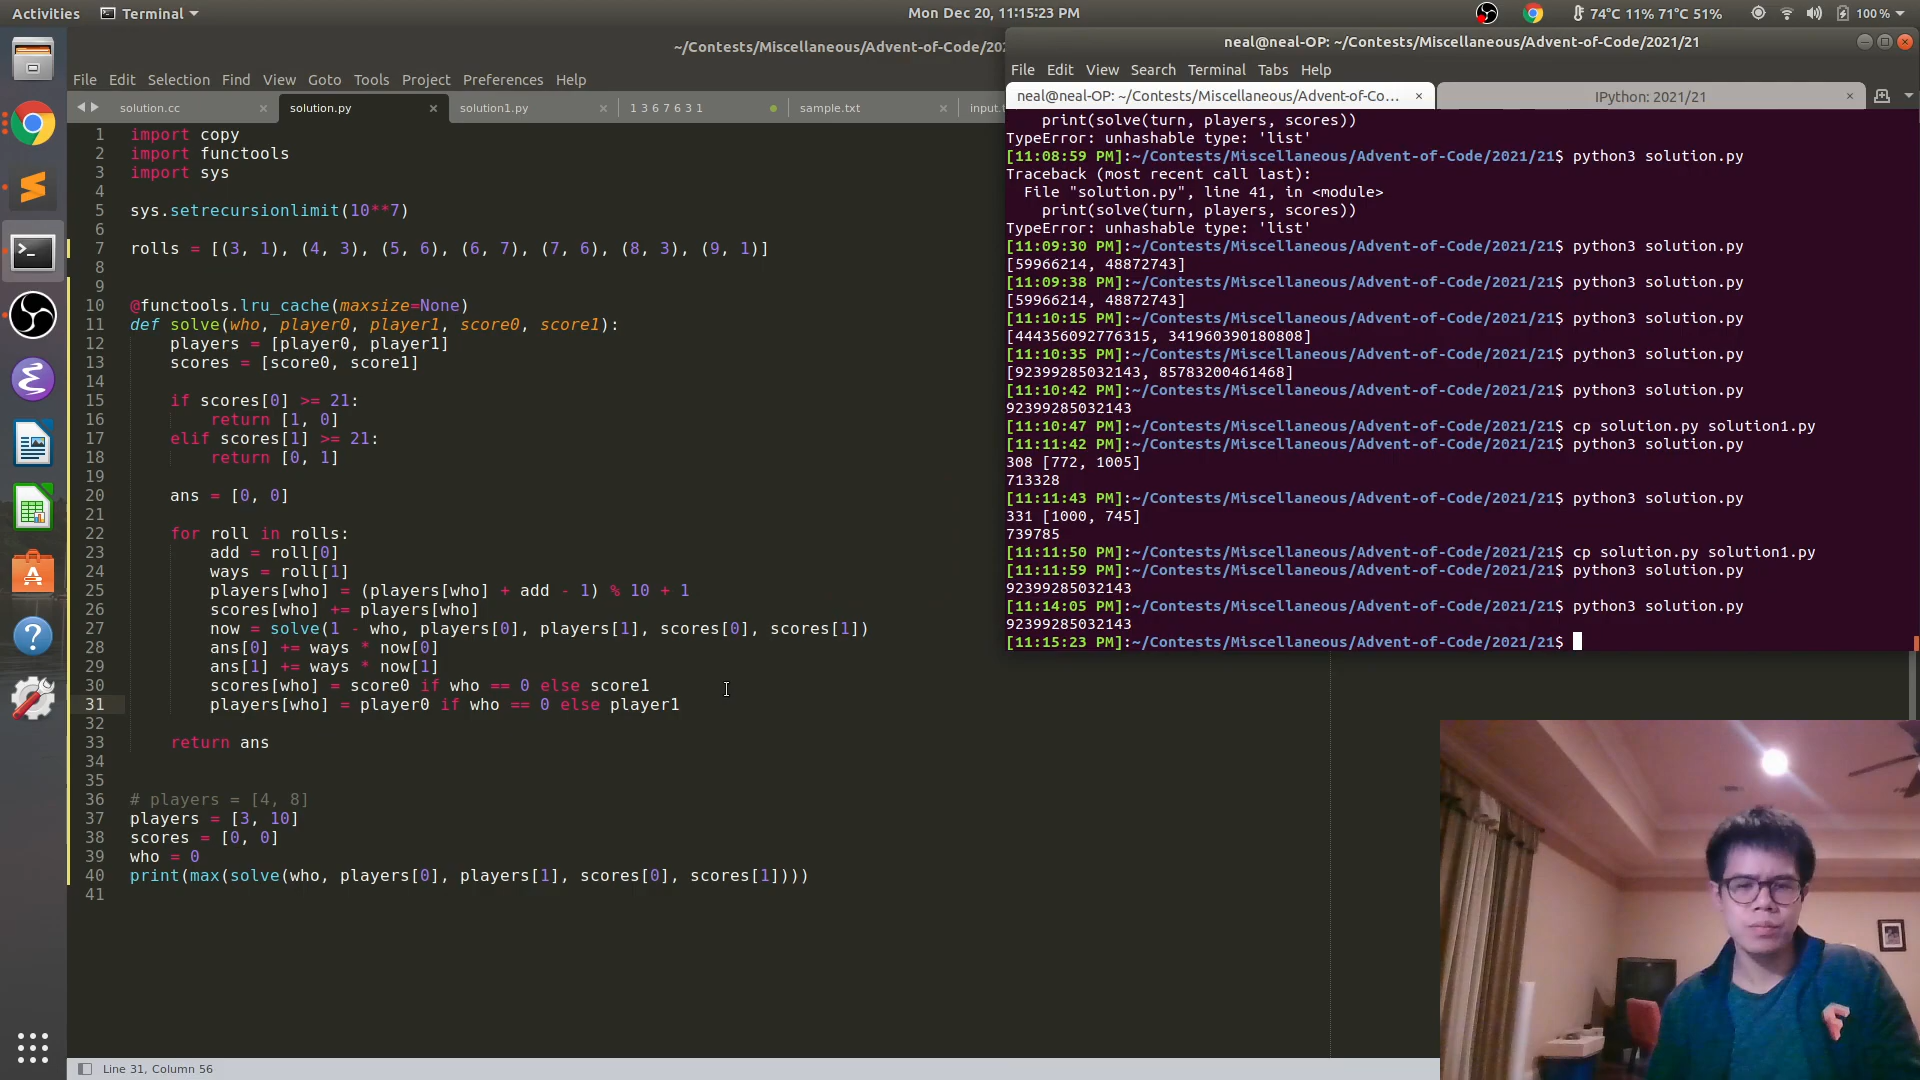 Activities Terminal Mon Dec 20, 11:15:23 PM 74°C 11% 71°C 51% 100%
~/Contests/Miscellaneous/Advent-of-Code/202
File Edit Selection Find View Goto Tools Project Preferences Help
solution.cc solution.py solution1.py 1 3 6 7 6 3 1 sample.txt input.t
1 import copy
2 import functools
3 import sys
4
5 sys.setrecursionlimit(10**7)
6
7 rolls = [(3, 1), (4, 3), (5, 6), (6, 7), (7, 6), (8, 3), (9, 1)]
8
9
10 @functools.lru_cache(maxsize=None)
11 def solve(who, player0, player1, score0, score1):
12 players = [player0, player1]
13 scores = [score0, score1]
14
15 if scores[0] >= 21:
16 return [1, 0]
17 elif scores[1] >= 21:
18 return [0, 1]
19
20 ans = [0, 0]
21
22 for roll in rolls:
23 add = roll[0]
24 ways = roll[1]
25 players[who] = (players[who] + add - 1) % 10 + 1
26 scores[who] += players[who]
27 now = solve(1 - who, players[0], players[1], scores[0], scores[1])
28 ans[0] += ways * now[0]
29 ans[1] += ways * now[1]
30 scores[who] = score0 if who == 0 else score1
31 players[who] = player0 if who == 0 else player1
32
33 return ans
34
35
36 # players = [4, 8]
37 players = [3, 10]
38 scores = [0, 0]
39 who = 0
40 print(max(solve(who, players[0], players[1], scores[0], scores[1])))
41
Line 31, Column 56
neal@neal-OP: ~/Contests/Miscellaneous/Advent-of-Code/2021/21
File Edit View Search Terminal Tabs Help
neal@neal-OP: ~/Contests/Miscellaneous/Advent-of-Co... IPython: 2021/21
print(solve(turn, players, scores))
TypeError: unhashable type: 'list'
[11:08:59 PM]:~/Contests/Miscellaneous/Advent-of-Code/2021/21$ python3 solution.py
Traceback (most recent call last):
File "solution.py", line 41, in <module>
print(solve(turn, players, scores))
TypeError: unhashable type: 'list'
[11:09:30 PM]:~/Contests/Miscellaneous/Advent-of-Code/2021/21$ python3 solution.py
[59966214, 48872743]
[11:09:38 PM]:~/Contests/Miscellaneous/Advent-of-Code/2021/21$ python3 solution.py
[59966214, 48872743]
[11:10:15 PM]:~/Contests/Miscellaneous/Advent-of-Code/2021/21$ python3 solution.py
[444356092776315, 341960390180808]
[11:10:35 PM]:~/Contests/Miscellaneous/Advent-of-Code/2021/21$ python3 solution.py
[92399285032143, 85783200461468]
[11:10:42 PM]:~/Contests/Miscellaneous/Advent-of-Code/2021/21$ python3 solution.py
92399285032143
[11:10:47 PM]:~/Contests/Miscellaneous/Advent-of-Code/2021/21$ cp solution.py solution1.py
[11:11:42 PM]:~/Contests/Miscellaneous/Advent-of-Code/2021/21$ python3 solution.py
308 [772, 1005]
713328
[11:11:43 PM]:~/Contests/Miscellaneous/Advent-of-Code/2021/21$ python3 solution.py
331 [1000, 745]
739785
[11:11:50 PM]:~/Contests/Miscellaneous/Advent-of-Code/2021/21$ cp solution.py solution1.py
[11:11:59 PM]:~/Contests/Miscellaneous/Advent-of-Code/2021/21$ python3 solution.py
92399285032143
[11:14:05 PM]:~/Contests/Miscellaneous/Advent-of-Code/2021/21$ python3 solution.py
92399285032143
[11:15:23 PM]:~/Contests/Miscellaneous/Advent-of-Code/2021/21$